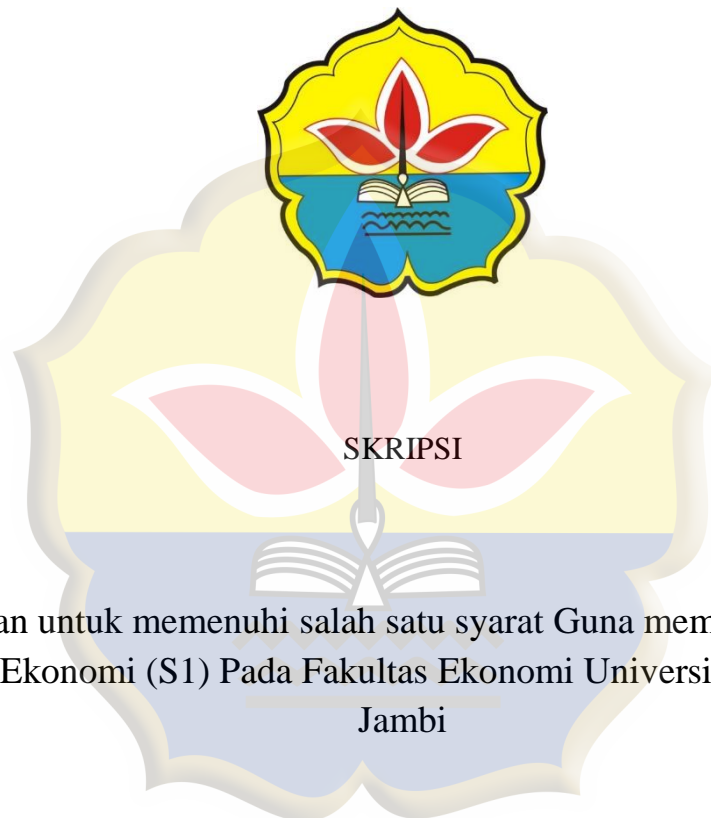 SKRIPSI
an untuk memenuhi salah satu syarat Guna mem
Ekonomi (S1) Pada Fakultas Ekonomi Universi
Jambi